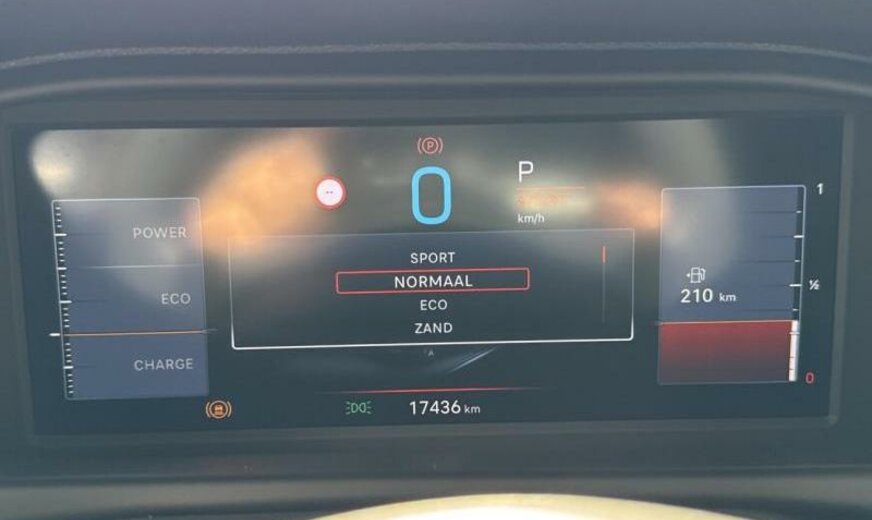 (P)
0
P
--
km/h
1
POWER
ECO
CHARGE
SPORT
NORMAAL
ECO
ZAND
A
210 km
½
0
17436 km